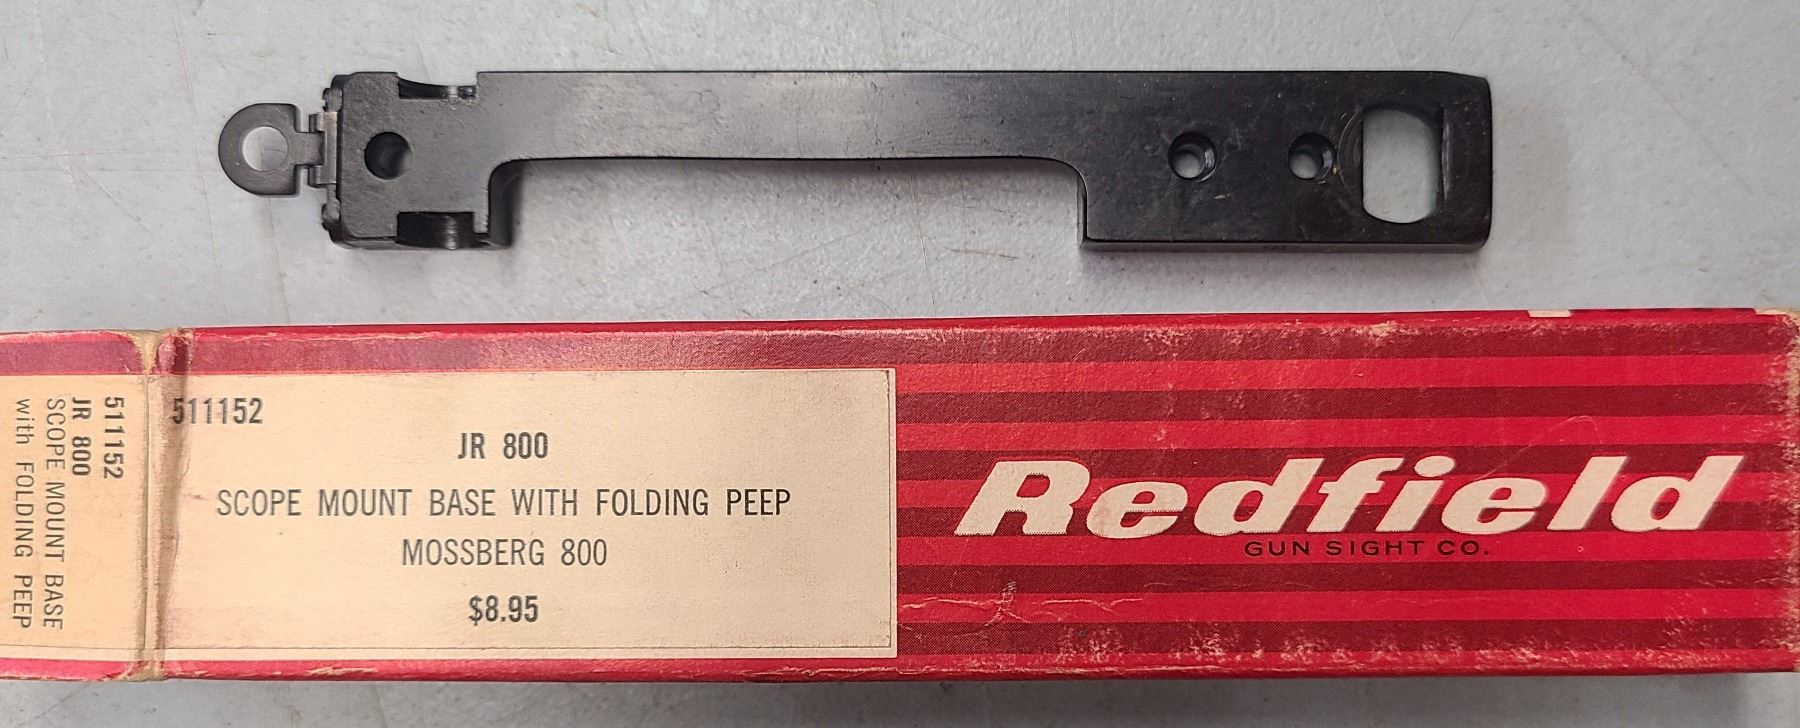 511152
JR 800
SCOPE MOUNT BASE
with FOLDING PEEP
511152
JR 800
SCOPE MOUNT BASE WITH FOLDING PEEP
MOSSBERG 800
$8.95
Redfield
GUN SIGHT CO.